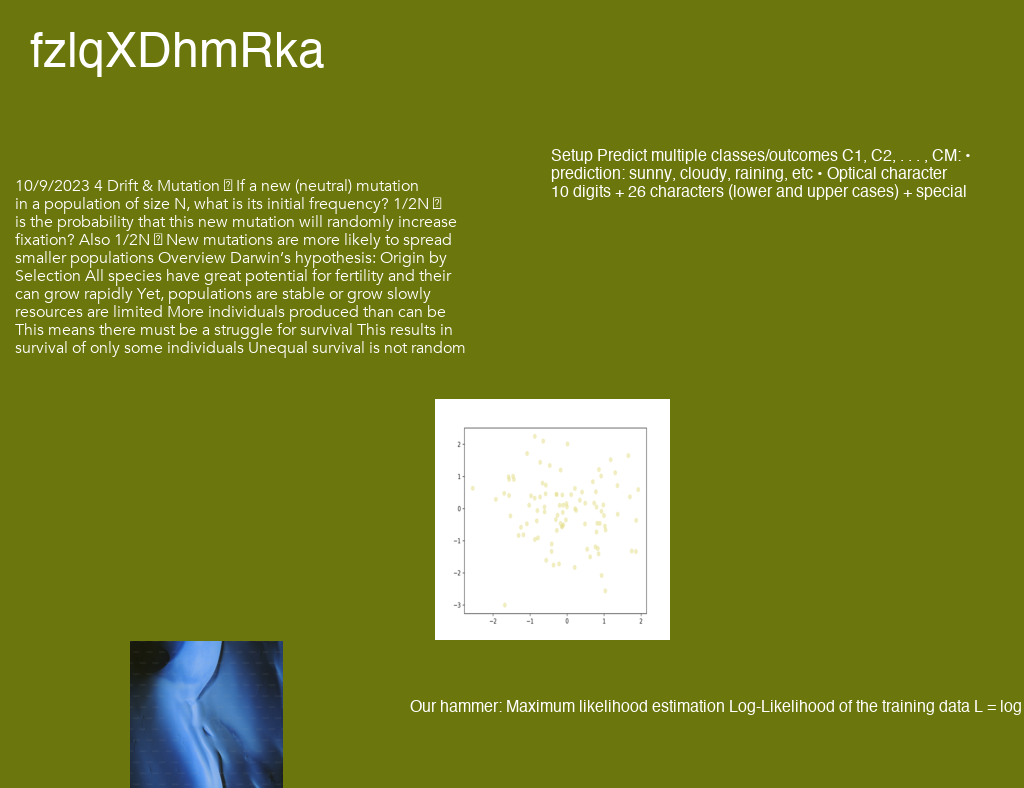 fzlqXDhmRka
Setup Predict multiple classes/outcomes C1, C2, . . . , CM: •
prediction: sunny, cloudy, raining, etc • Optical character
10 digits + 26 characters (lower and upper cases) + special
10/9/2023 4 Drift & Mutation If a new (neutral) mutation
in a population of size N, what is its initial frequency? 1/2N
is the probability that this new mutation will randomly increase
fixation? Also 1/2N New mutations are more likely to spread
smaller populations Overview Darwin’s hypothesis: Origin by
Selection All species have great potential for fertility and their
can grow rapidly Yet, populations are stable or grow slowly
resources are limited More individuals produced than can be
This means there must be a struggle for survival This results in
survival of only some individuals Unequal survival is not random
2
1
0
−1
−2
−3
−2 −1 0 1 2
Our hammer: Maximum likelihood estimation Log-Likelihood of the training data L = log